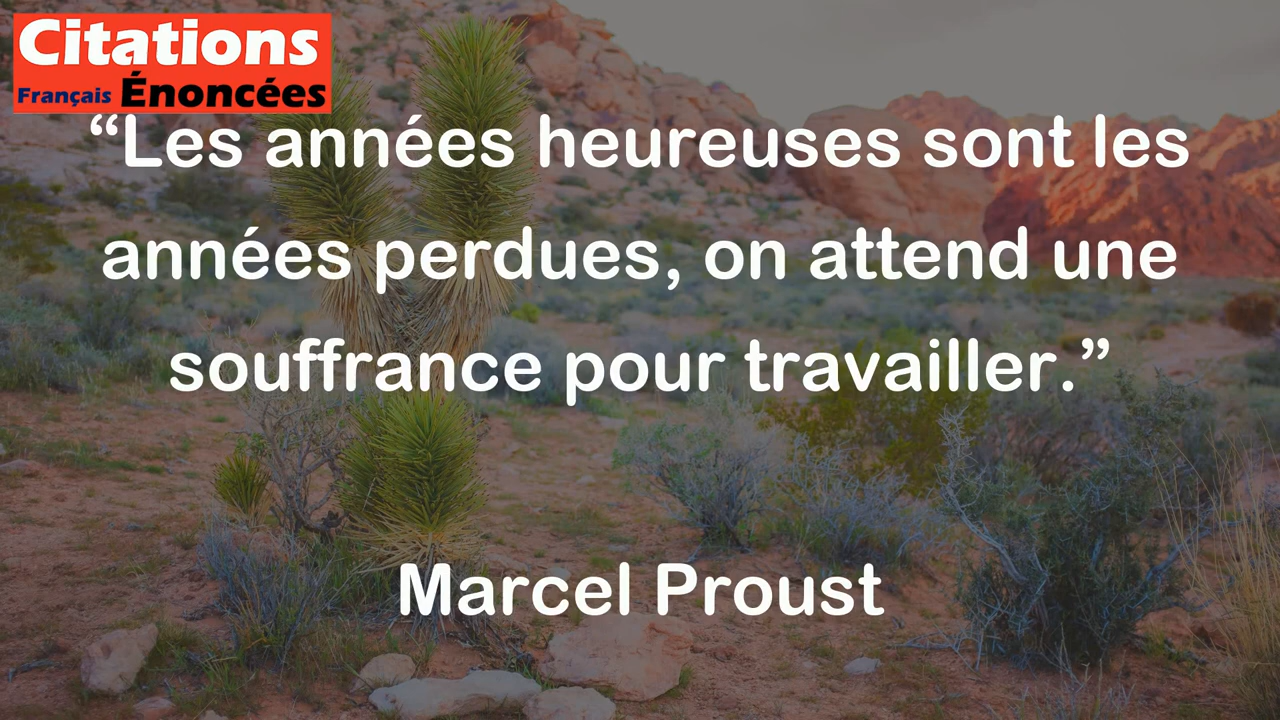 Citations
Français Énoncées
“Les années heureuses sont les
années perdues, on attend une
souffrance pour travailler.”
Marcel Proust